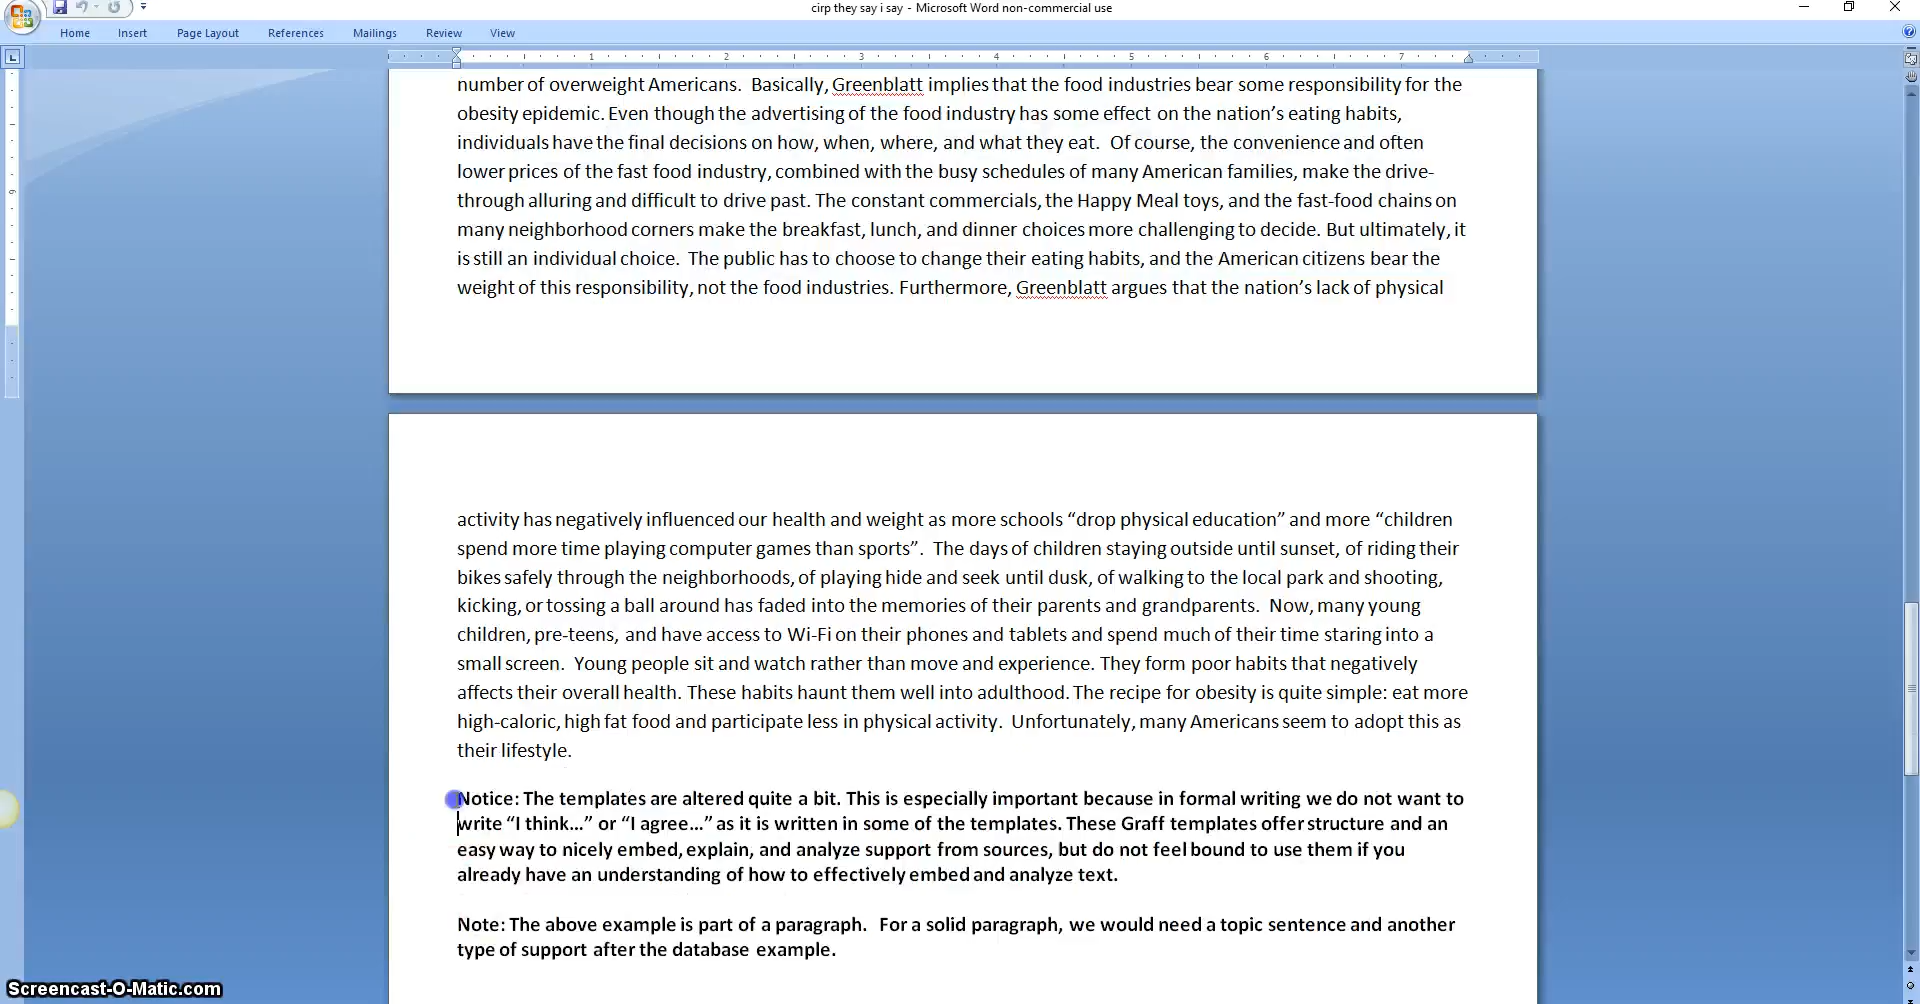 cirp they say i say - Microsoft Word non-commercial use
Home Insert Page Layout References Mailings Review View
1 2 3 4 5 6 7
number of overweight Americans.  Basically, Greenblatt implies that the food industries bear some responsibility for the
obesity epidemic. Even though the advertising of the food industry has some effect on the nation’s eating habits,
individuals have the final decisions on how, when, where, and what they eat.  Of course, the convenience and often
lower prices of the fast food industry, combined with the busy schedules of many American families, make the drive-
through alluring and difficult to drive past. The constant commercials, the Happy Meal toys, and the fast-food chains on
many neighborhood corners make the breakfast, lunch, and dinner choices more challenging to decide. But ultimately, it
is still an individual choice.  The public has to choose to change their eating habits, and the American citizens bear the
weight of this responsibility, not the food industries. Furthermore, Greenblatt argues that the nation’s lack of physical
activity has negatively influenced our health and weight as more schools “drop physical education” and more “children
spend more time playing computer games than sports”.  The days of children staying outside until sunset, of riding their
bikes safely through the neighborhoods, of playing hide and seek until dusk, of walking to the local park and shooting,
kicking, or tossing a ball around has faded into the memories of their parents and grandparents.  Now, many young
children, pre-teens, and have access to Wi-Fi on their phones and tablets and spend much of their time staring into a
small screen.  Young people sit and watch rather than move and experience. They form poor habits that negatively
affects their overall health. These habits haunt them well into adulthood. The recipe for obesity is quite simple: eat more
high-caloric, high fat food and participate less in physical activity.  Unfortunately, many Americans seem to adopt this as
their lifestyle.
Notice: The templates are altered quite a bit. This is especially important because in formal writing we do not want to
write “I think…” or “I agree…” as it is written in some of the templates. These Graff templates offer structure and an
easy way to nicely embed, explain, and analyze support from sources, but do not feel bound to use them if you
already have an understanding of how to effectively embed and analyze text.
Note: The above example is part of a paragraph.  For a solid paragraph, we would need a topic sentence and another
type of support after the database example.
Screencast-O-Matic.com